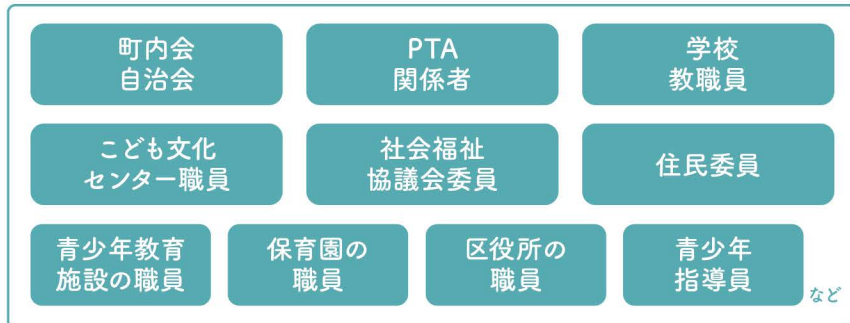 町内会
自治会
PTA
関係者
学校
教職員
こども文化
センター職員
社会福祉
協議会委員
住民委員
青少年教育
施設の職員
保育園の
職員
区役所の
職員
青少年
指導員
など